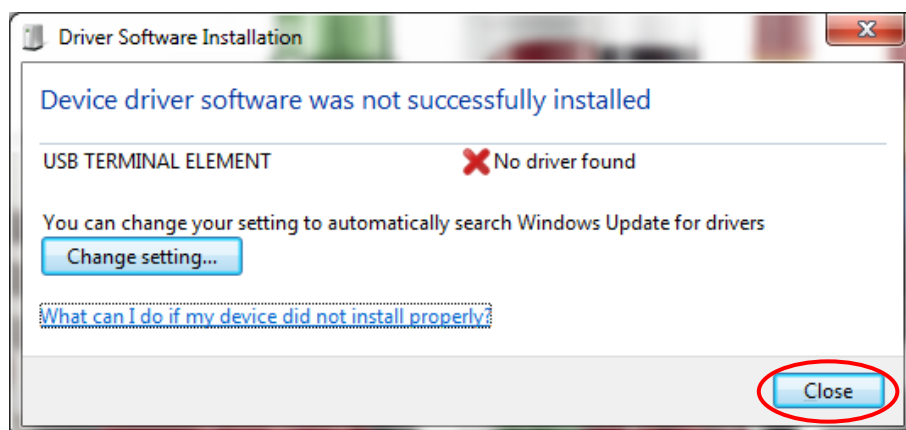 Driver Software Installation
Device driver software was not successfully installed
USB TERMINAL ELEMENT No driver found
You can change your setting to automatically search Windows Update for drivers
Change setting...
What can I do if my device did not install properly?
Close